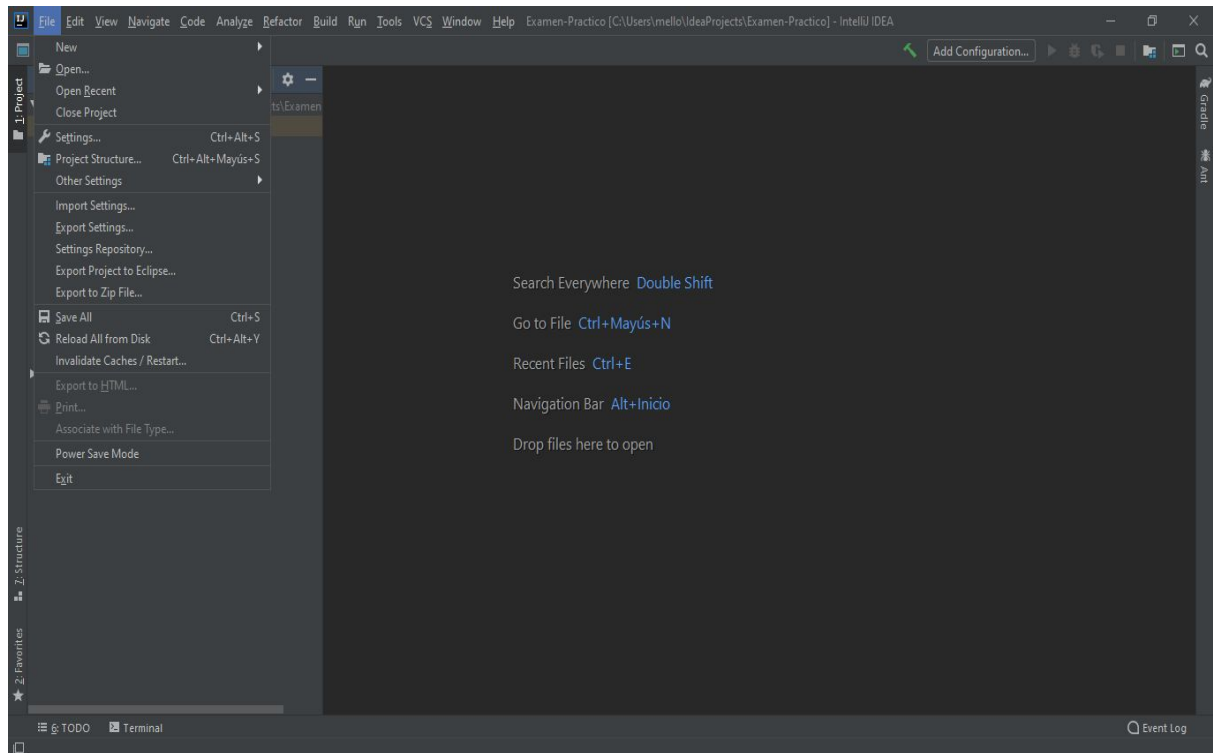 File Edit View Navigate Code Analyze Refactor Build Run Tools VCS Window Help Examen-Practico [C:\Users\mello\IdeaProjects\Examen-Practico] - IntelliJ IDEA
Add Configuration...
New
Open...
Open Recent
Close Project
ts\Examen
Settings... Ctrl+Alt+S
Project Structure... Ctrl+Alt+Mayús+S
Other Settings
Import Settings...
Export Settings...
Settings Repository...
Export Project to Eclipse...
Export to Zip File...
Save All Ctrl+S
Reload All from Disk Ctrl+Alt+Y
Invalidate Caches / Restart...
Export to HTML...
Print...
Associate with File Type...
Power Save Mode
Exit
1: Project
7: Structure
2: Favorites
Search Everywhere Double Shift
Go to File Ctrl+Mayús+N
Recent Files Ctrl+E
Navigation Bar Alt+Inicio
Drop files here to open
Gradle
Ant
6: TODO Terminal
Event Log